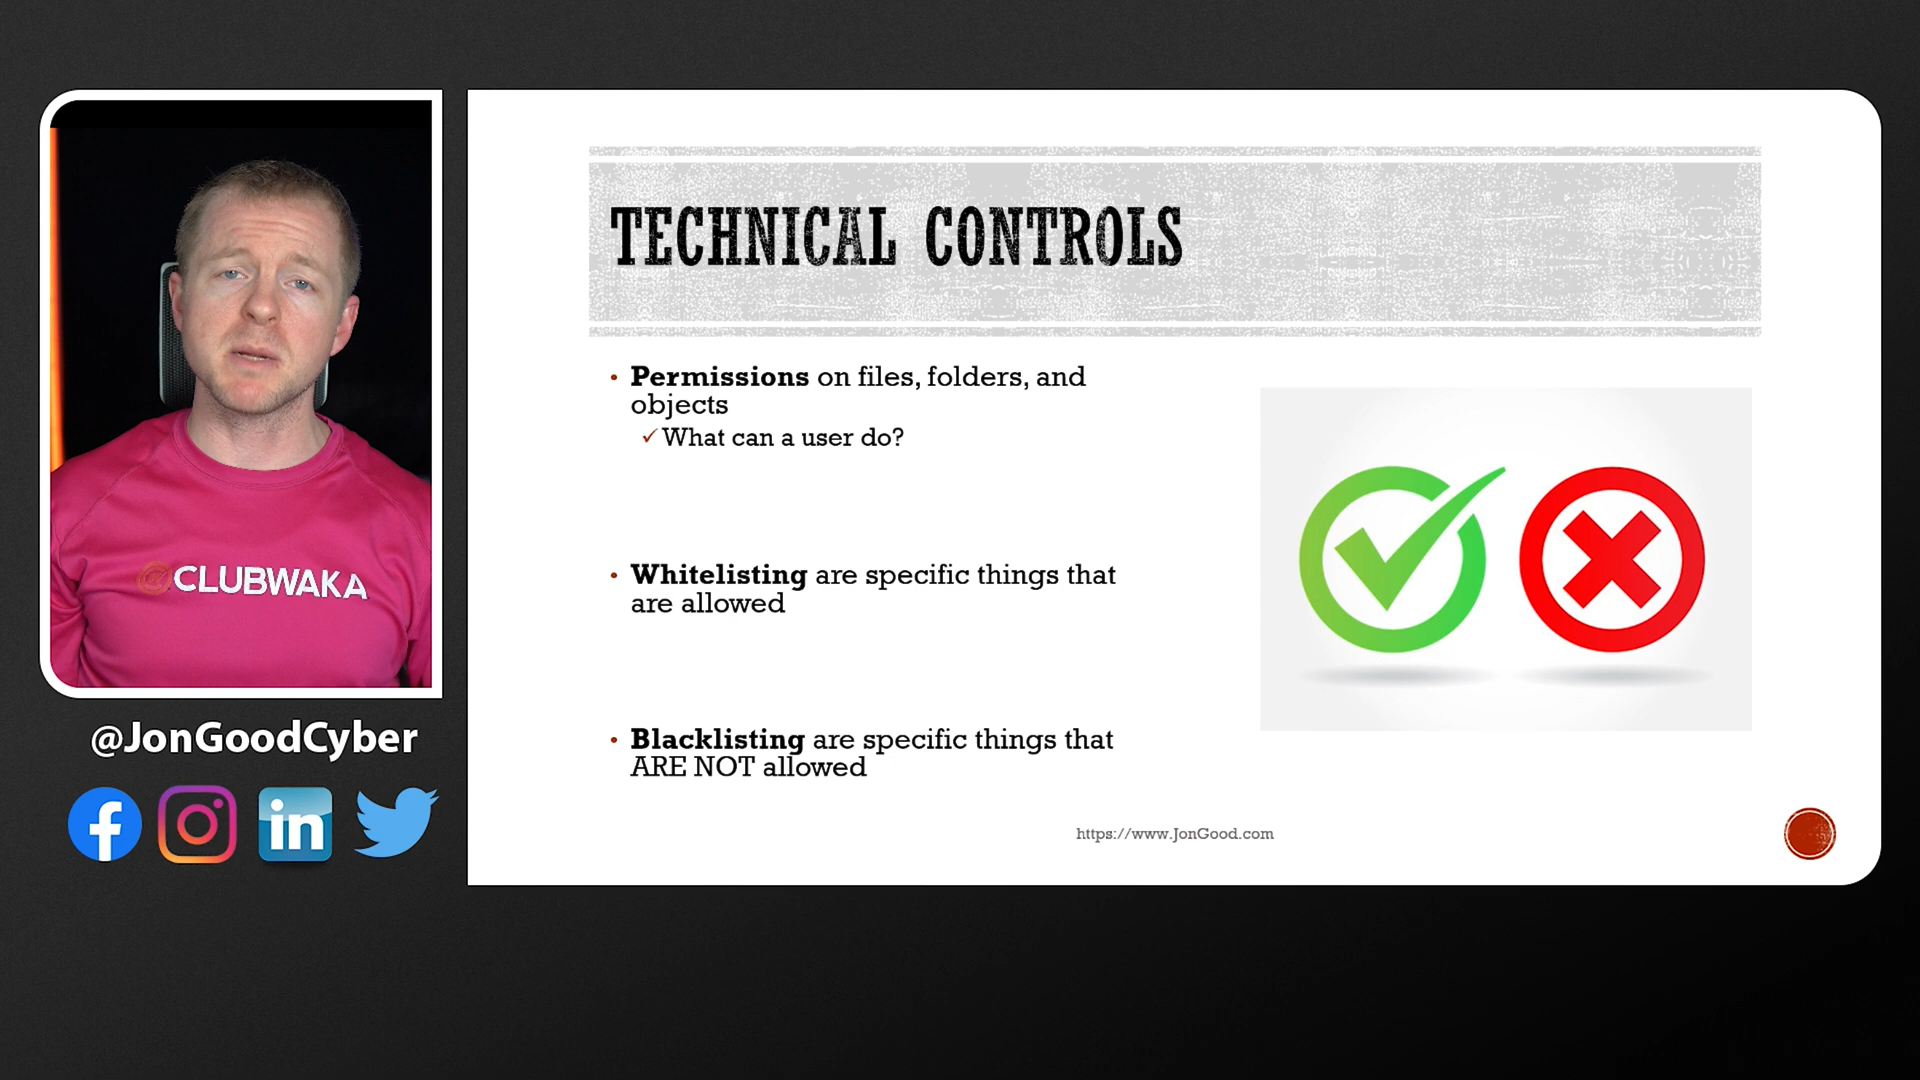 TECHNICAL CONTROLS
• Permissions on files, folders, and
objects
✓What can a user do?
• Whitelisting are specific things that
are allowed
• Blacklisting are specific things that
ARE NOT allowed
https://www.JonGood.com
CLUBWAKA
@JonGoodCyber
f
in